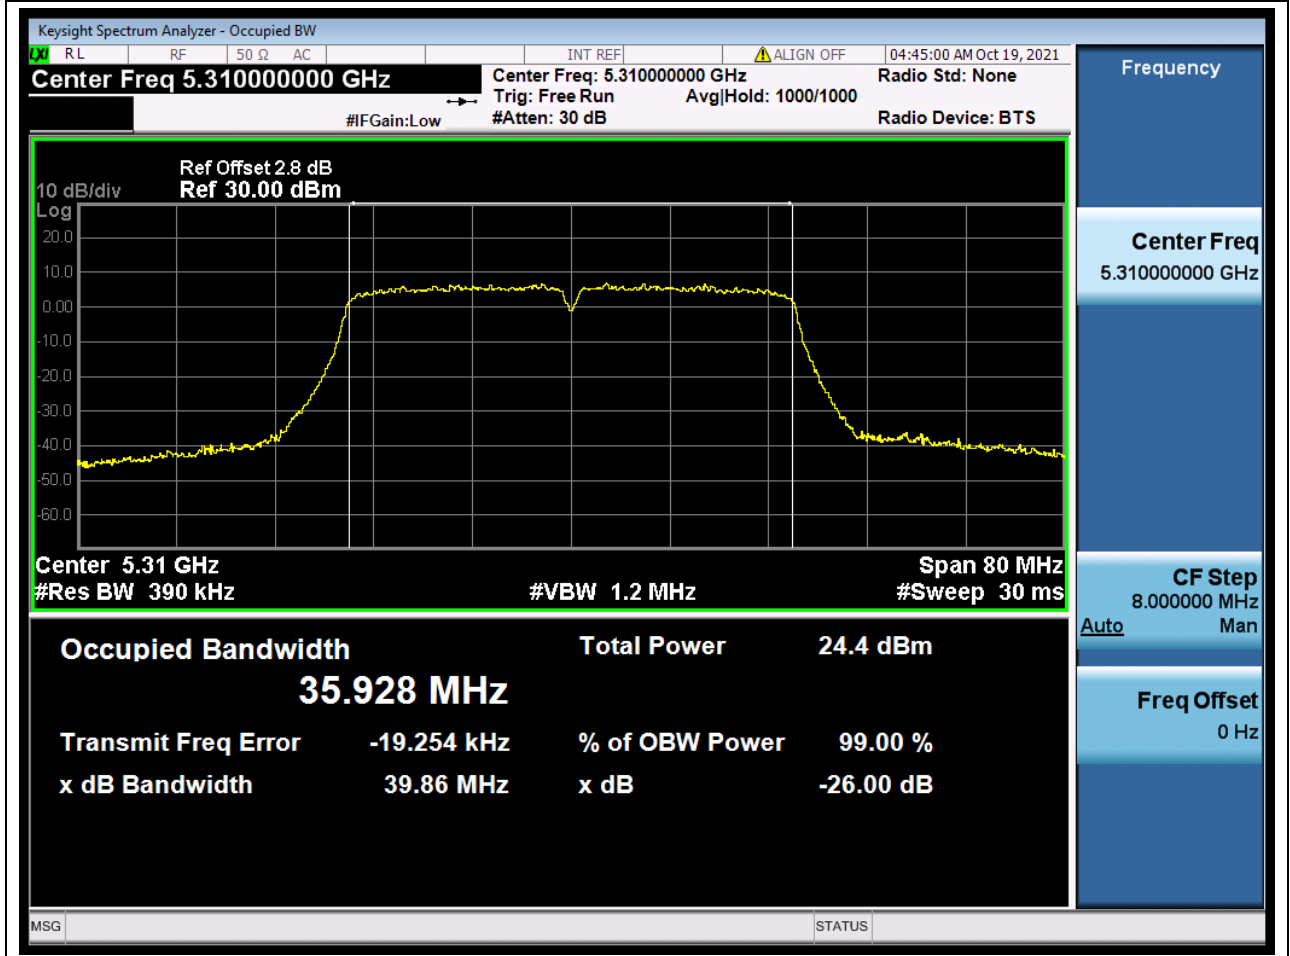 Keysight Spectrum Analyzer - Occupied BW
LXI RL RF 50 Ω AC INT REF ALIGN OFF 04:45:00 AM Oct 19, 2021
Center Freq 5.310000000 GHz
Center Freq: 5.310000000 GHz Radio Std: None
Trig: Free Run Avg|Hold: 1000/1000
#IFGain:Low #Atten: 30 dB Radio Device: BTS
Ref Offset 2.8 dB
10 dB/div Ref 30.00 dBm
Log
20.0
10.0
0.00
-10.0
-20.0
-30.0
-40.0
-50.0
-60.0
Center 5.31 GHz Span 80 MHz
#Res BW 390 kHz #VBW 1.2 MHz #Sweep 30 ms
Occupied Bandwidth Total Power 24.4 dBm
35.928 MHz
Transmit Freq Error -19.254 kHz % of OBW Power 99.00 %
x dB Bandwidth 39.86 MHz x dB -26.00 dB
MSG STATUS
Frequency
Center Freq
5.310000000 GHz
CF Step
8.000000 MHz
Auto Man
Freq Offset
0 Hz